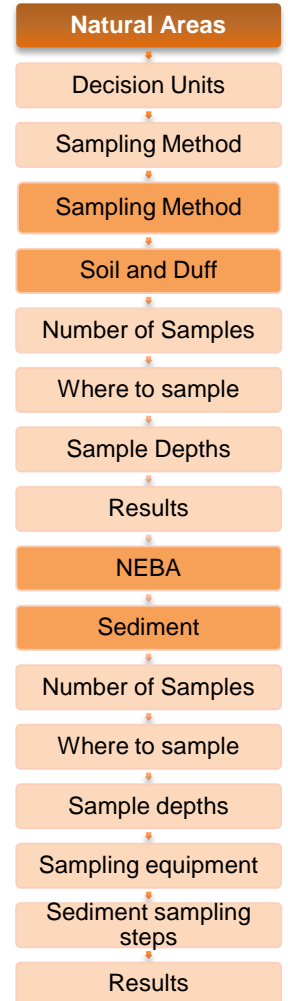 Natural Areas
Decision Units
Sampling Method
Sampling Method
Soil and Duff
Number of Samples
Where to sample
Sample Depths
Results
NEBA
Sediment
Number of Samples
Where to sample
Sample depths
Sampling equipment
Sediment sampling
steps
Results